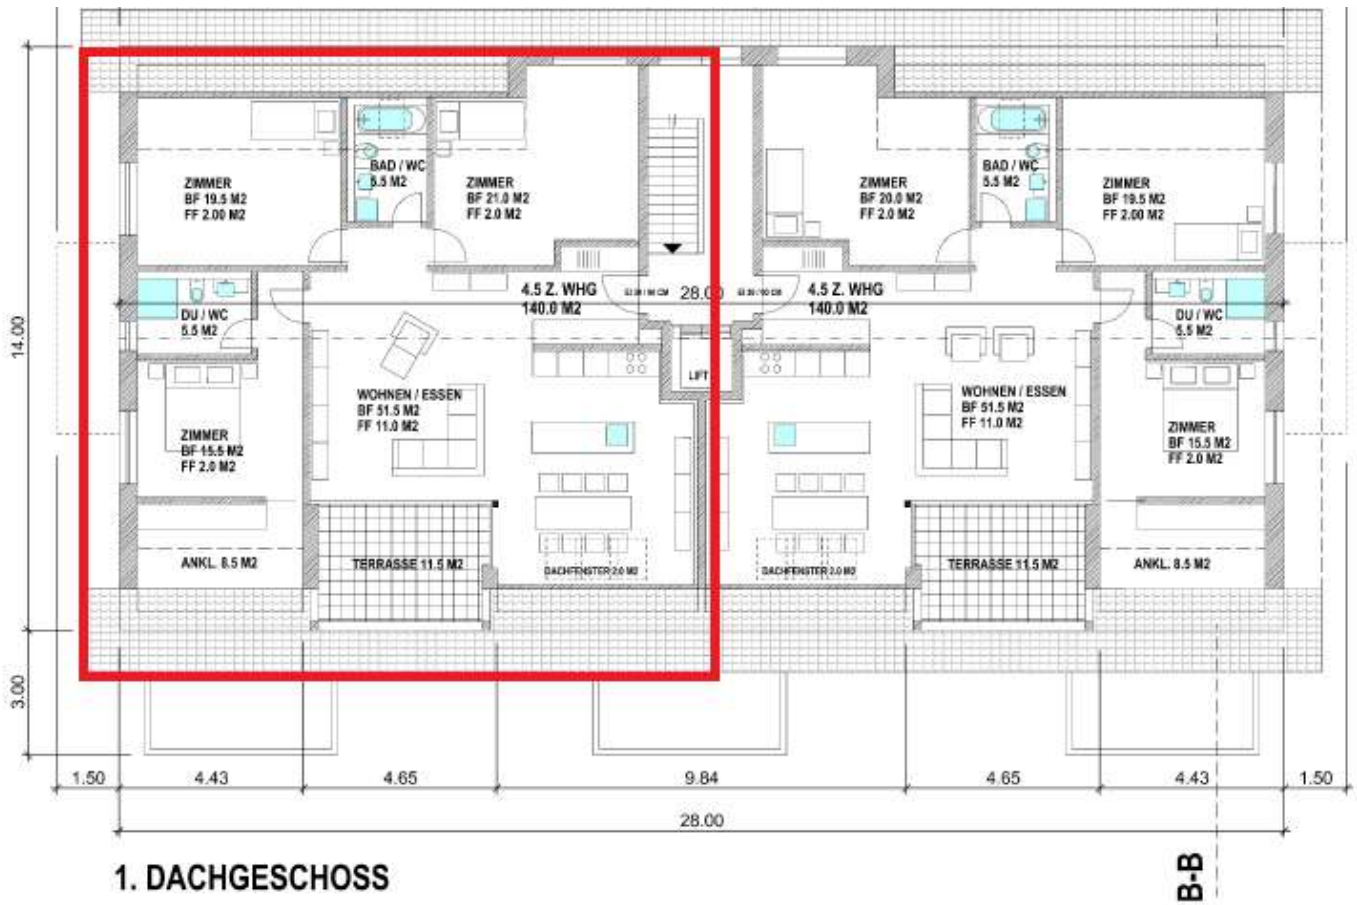 BAD / WC
5.5 M2
ZIMMER
BF 19.5 M2
FF 2.00 M2
ZIMMER
BF 21.0 M2
FF 2.0 M2
ZIMMER
BF 20.0 M2
FF 2.0 M2
BAD / WC
5.5 M2
ZIMMER
BF 19.5 M2
FF 2.00 M2
4.5 Z. WHG
140.0 M2
28.00
4.5 Z. WHG
140.0 M2
DU / WC
5.5 M2
DU / WC
5.5 M2
14.00
LIFT
WOHNEN / ESSEN
BF 51.5 M2
FF 11.0 M2
WOHNEN / ESSEN
BF 51.5 M2
FF 11.0 M2
ZIMMER
BF 15.5 M2
FF 2.0 M2
ZIMMER
BF 15.5 M2
FF 2.0 M2
ANKL. 8.5 M2
TERRASSE 11.5 M2
DACHFENSTER 2.0 M2
DACHFENSTER 2.0 M2
TERRASSE 11.5 M2
ANKL. 8.5 M2
3.00
1.50
4.43
4.65
9.84
4.65
4.43
1.50
28.00
1. DACHGESCHOSS
B-B